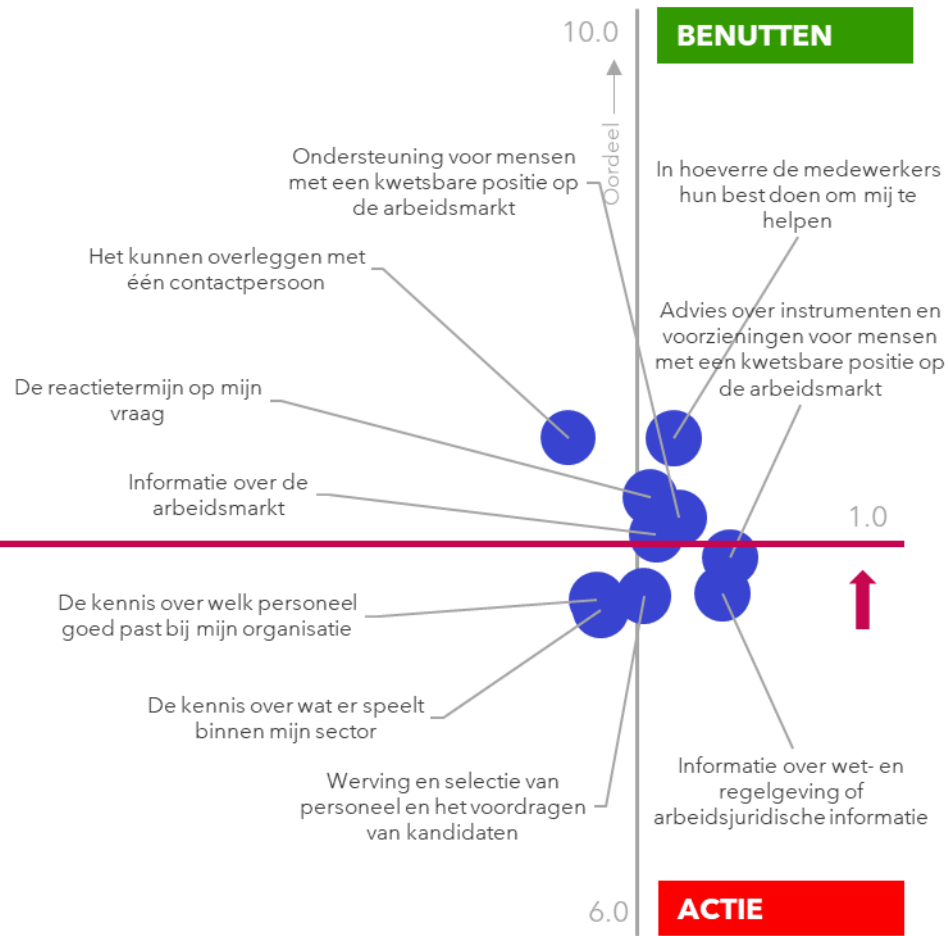 10.0
BENUTTEN
Oordeel
Ondersteuning voor mensen
met een kwetsbare positie op
de arbeidsmarkt
In hoeverre de medewerkers
hun best doen om mij te
helpen
Het kunnen overleggen met
één contactpersoon
Advies over instrumenten en
voorzieningen voor mensen
met een kwetsbare positie op
de arbeidsmarkt
De reactietermijn op mijn
vraag
Informatie over de
arbeidsmarkt
1.0
De kennis over welk personeel
goed past bij mijn organisatie
De kennis over wat er speelt
binnen mijn sector
Werving en selectie van
personeel en het voordragen
van kandidaten
Informatie over wet- en
regelgeving of
arbeidsjuridische informatie
6.0
ACTIE